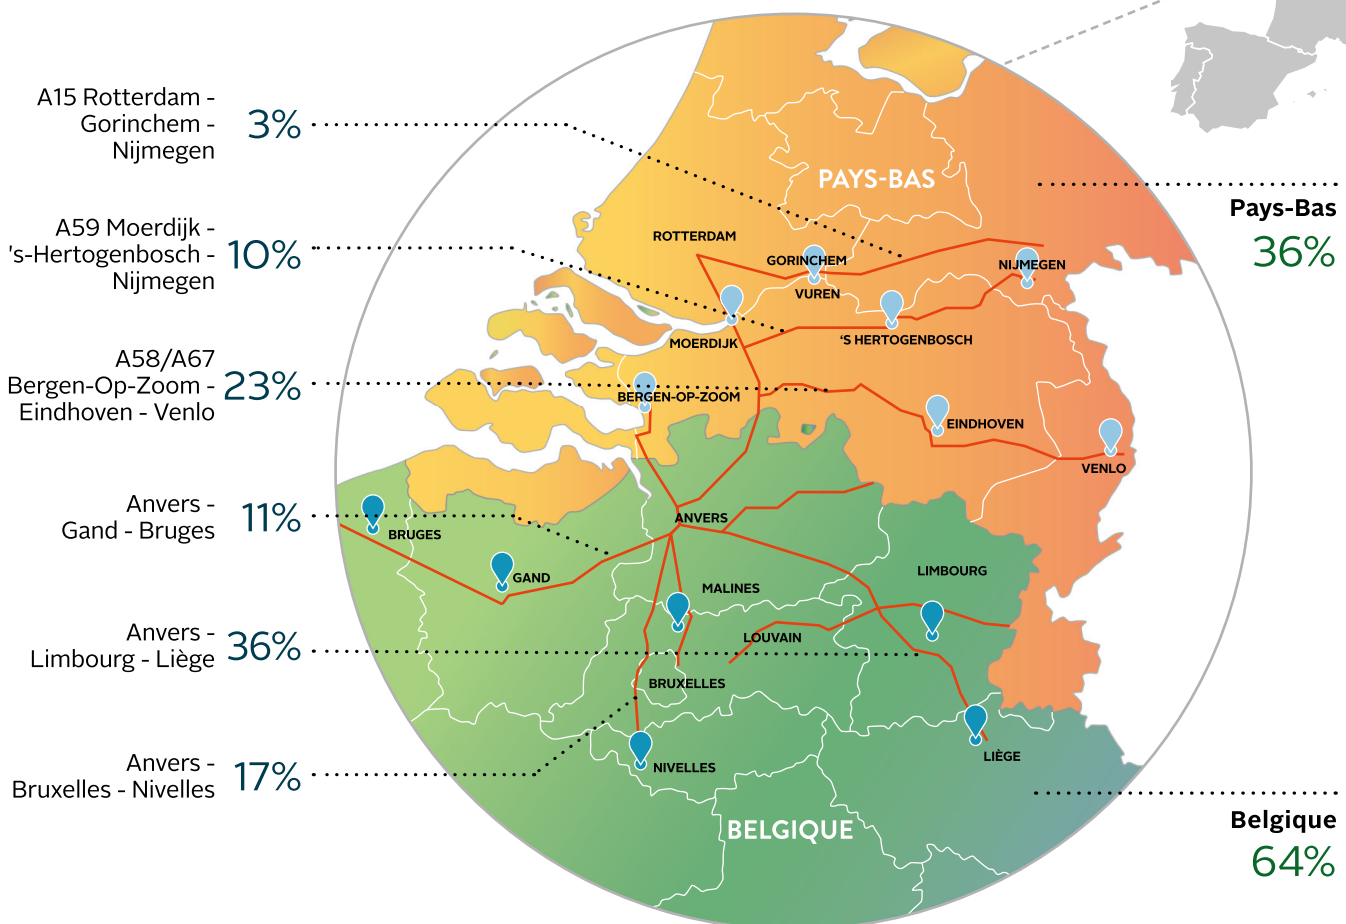 A15 Rotterdam -
Gorinchem -
Nijmegen
3%
A59 Moerdijk -
's-Hertogenbosch -
Nijmegen
10%
A58/A67
Bergen-Op-Zoom -
Eindhoven - Venlo
23%
Anvers -
Gand - Bruges
11%
Anvers -
Limbourg - Liège
36%
Anvers -
Bruxelles - Nivelles
17%
PAYS-BAS
ROTTERDAM
GORINCHEM
NIJMEGEN
VUREN
MOERDIJK
‘S HERTOGENBOSCH
BERGEN-OP-ZOOM
EINDHOVEN
VENLO
ANVERS
BRUGES
GAND
LIMBOURG
MALINES
LOUVAIN
BRUXELLES
LIÈGE
NIVELLES
BELGIQUE
Pays-Bas
36%
Belgique
64%